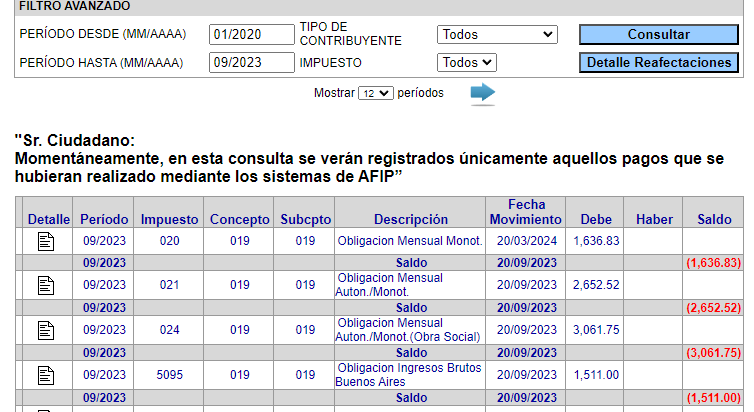 FILTRO AVANZADO
PERÍODO DESDE (MM/AAAA) 01/2020 TIPO DE CONTRIBUYENTE Todos Consultar
PERÍODO HASTA (MM/AAAA) 09/2023 IMPUESTO Todos Detalle Reafectaciones
Mostrar 12 períodos
"Sr. Ciudadano:
Momentáneamente, en esta consulta se verán registrados únicamente aquellos pagos que se
hubieran realizado mediante los sistemas de AFIP”
Detalle Período Impuesto Concepto Subcpto Descripción Fecha Movimiento Debe Haber Saldo
09/2023 020 019 019 Obligacion Mensual Monot. 20/03/2024 1,636.83
09/2023 Saldo 20/09/2023 (1,636.83)
09/2023 021 019 019 Obligacion Mensual Auton./Monot. 20/09/2023 2,652.52
09/2023 Saldo 20/09/2023 (2,652.52)
09/2023 024 019 019 Obligacion Mensual Auton./Monot.(Obra Social) 20/09/2023 3,061.75
09/2023 Saldo 20/09/2023 (3,061.75)
09/2023 5095 019 019 Obligacion Ingresos Brutos Buenos Aires 20/09/2023 1,511.00
09/2023 Saldo 20/09/2023 (1,511.00)